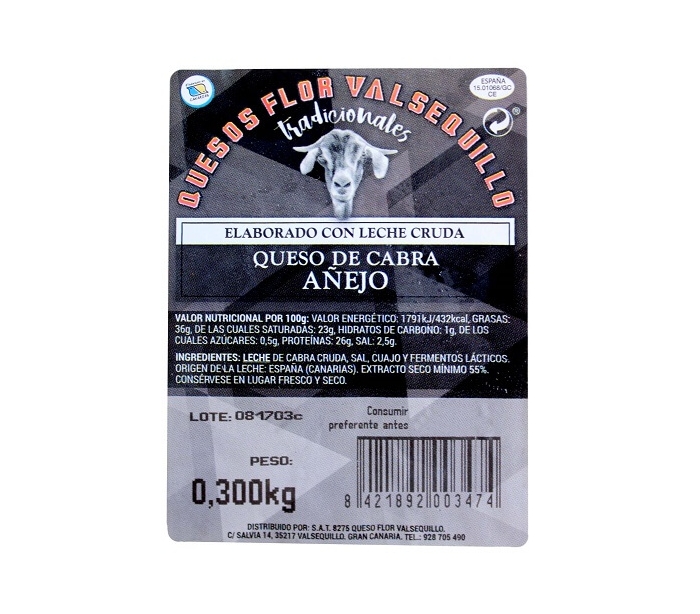 ESPAÑA
15.01068/GC
CE
QUESOS FLOR VALSEQUILLO
Tradicionales
ELABORADO CON LECHE CRUDA
QUESO DE CABRA
AÑEJO
VALOR NUTRICIONAL POR 100g: VALOR ENERGÉTICO: 1791kJ/432kcal, GRASAS:
36g, DE LAS CUALES SATURADAS: 23g, HIDRATOS DE CARBONO: 1g, DE LOS
CUALES AZÚCARES: 0,5g, PROTEÍNAS: 26g, SAL: 2,5g.
INGREDIENTES: LECHE DE CABRA CRUDA, SAL, CUAJO Y FERMENTOS LÁCTICOS.
ORIGEN DE LA LECHE: ESPAÑA (CANARIAS). EXTRACTO SECO MÍNIMO 55%.
CONSÉRVESE EN LUGAR FRESCO Y SECO.
LOTE: 081703c
Consumir
preferente antes
PESO:
0,300kg
8 421892 003474
DISTRIBUIDO POR: S.A.T. 8275 QUESO FLOR VALSEQUILLO.
C/ SALVIA 14, 35217 VALSEQUILLO. GRAN CANARIA. TEL.: 928 705 490